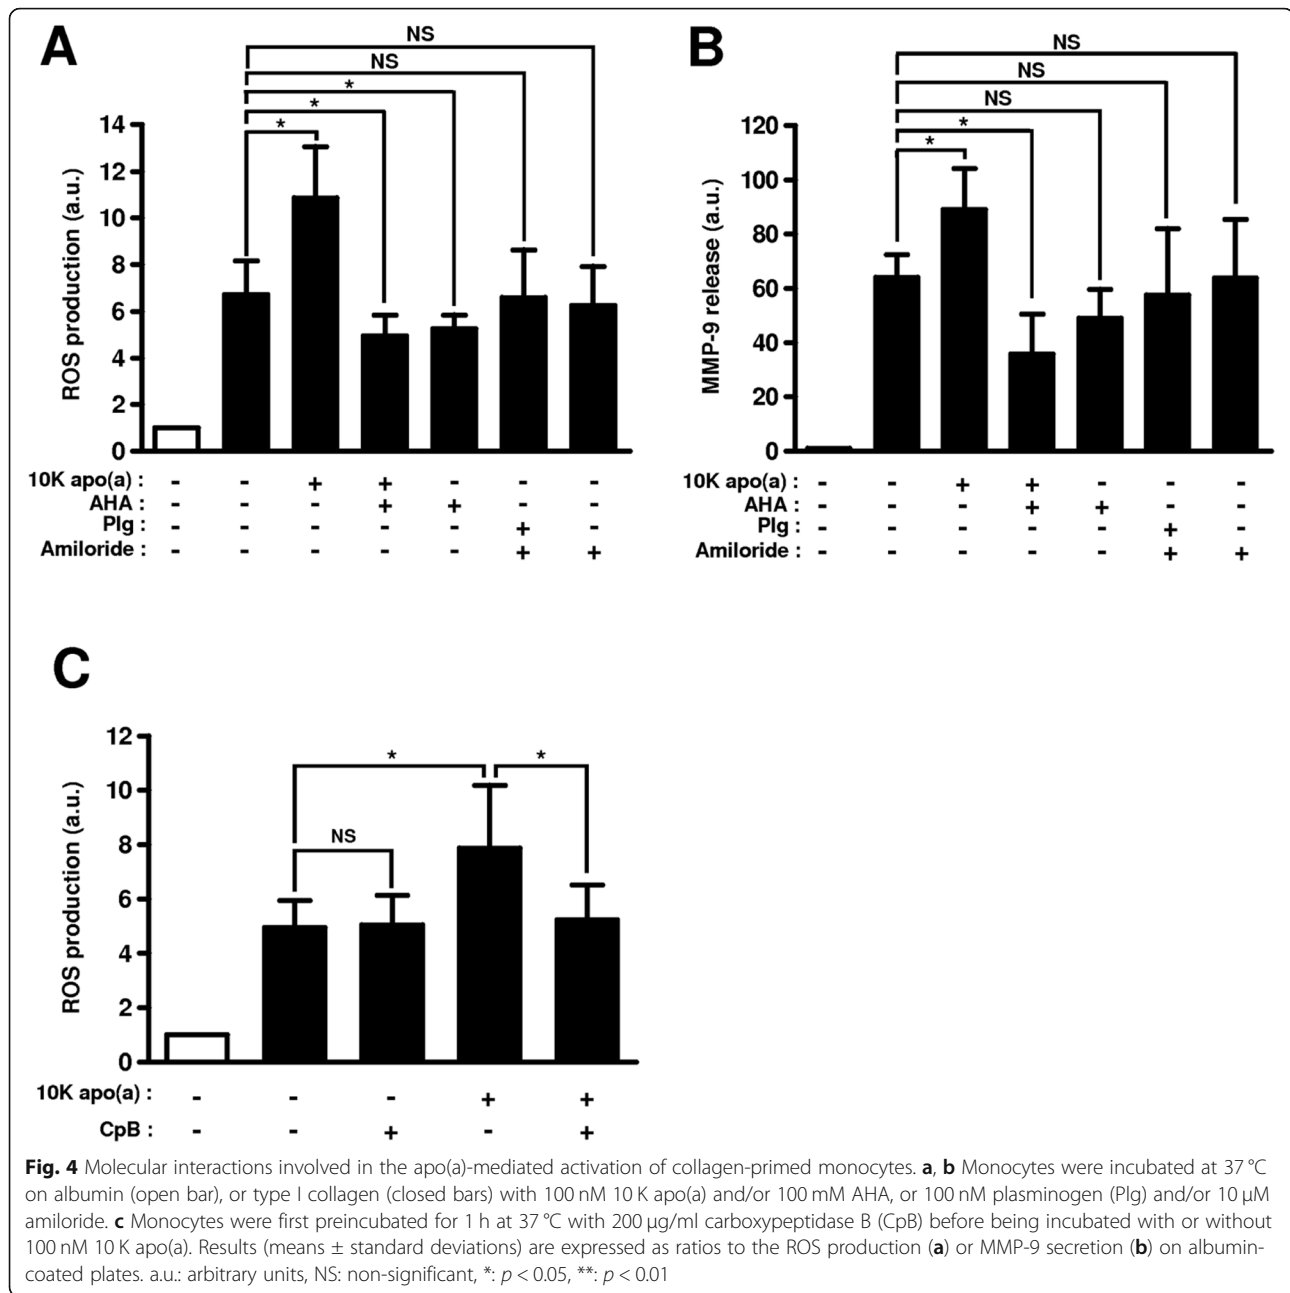 A
NS
NS
*
*
*
14
12
10
8
6
4
2
0
ROS production (a.u.)
10K apo(a) : - - + + - - -
AHA : - - - + + - -
Plg : - - - - - + -
Amiloride : - - - - - + +
B
NS
NS
NS
*
*
120
100
80
60
40
20
0
MMP-9 release (a.u.)
10K apo(a) : - - + + - - -
AHA : - - - + + - -
Plg : - - - - - + -
Amiloride : - - - - - + +
C
*
*
NS
12
10
8
6
4
2
0
ROS production (a.u.)
10K apo(a) : - - - + +
CpB : - - + - +
Fig. 4 Molecular interactions involved in the apo(a)-mediated activation of collagen-primed monocytes. a, b Monocytes were incubated at 37 °C
on albumin (open bar), or type I collagen (closed bars) with 100 nM 10 K apo(a) and/or 100 mM AHA, or 100 nM plasminogen (Plg) and/or 10 μM
amiloride. c Monocytes were first preincubated for 1 h at 37 °C with 200 μg/ml carboxypeptidase B (CpB) before being incubated with or without
100 nM 10 K apo(a). Results (means ± standard deviations) are expressed as ratios to the ROS production (a) or MMP-9 secretion (b) on albumin-
coated plates. a.u.: arbitrary units, NS: non-significant, *: p < 0.05, **: p < 0.01